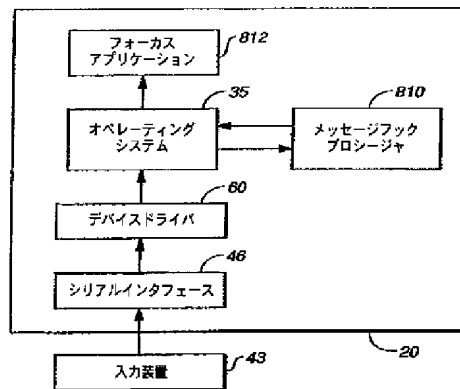 フォーカス
アプリケーション
812
35
810
オペレーティング
システム
メッセージフック
プロシージャ
60
デバイスドライバ
46
シリアルインタフェース
入力装置
43
20